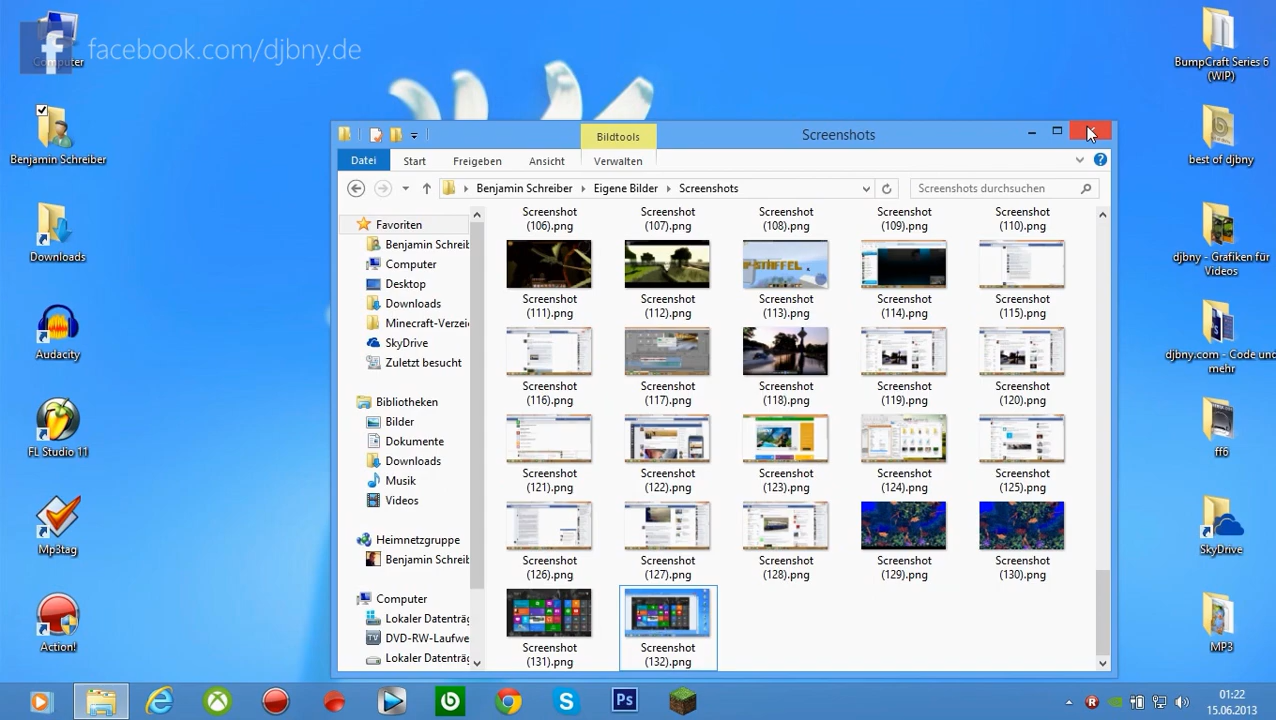 facebook.com/djbny.de
Computer
Benjamin Schreiber
Downloads
Audacity
FL Studio 11
Mp3tag
Action!
Bildtools
Screenshots
Datei
Start
Freigeben
Ansicht
Verwalten
Benjamin Schreiber
Eigene Bilder
Screenshots
Screenshots durchsuchen
Favoriten
Benjamin Schreib
Computer
Desktop
Downloads
Minecraft-Verzei
SkyDrive
Zuletzt besucht
Bibliotheken
Bilder
Dokumente
Downloads
Musik
Videos
Heimnetzgruppe
Benjamin Schreib
Computer
Lokaler Datenträg
DVD-RW-Laufwe
Lokaler Datenträg
Screenshot
(106).png
Screenshot
(107).png
Screenshot
(108).png
Screenshot
(109).png
Screenshot
(110).png
Screenshot
(111).png
Screenshot
(112).png
Screenshot
(113).png
Screenshot
(114).png
Screenshot
(115).png
Screenshot
(116).png
Screenshot
(117).png
Screenshot
(118).png
Screenshot
(119).png
Screenshot
(120).png
Screenshot
(121).png
Screenshot
(122).png
Screenshot
(123).png
Screenshot
(124).png
Screenshot
(125).png
Screenshot
(126).png
Screenshot
(127).png
Screenshot
(128).png
Screenshot
(129).png
Screenshot
(130).png
Screenshot
(131).png
Screenshot
(132).png
BumpCraft Series 6
(WIP)
best of djbny
djbny - Grafiken für
Videos
djbny.com - Code und
mehr
ff6
SkyDrive
MP3
01:22
15.06.2013